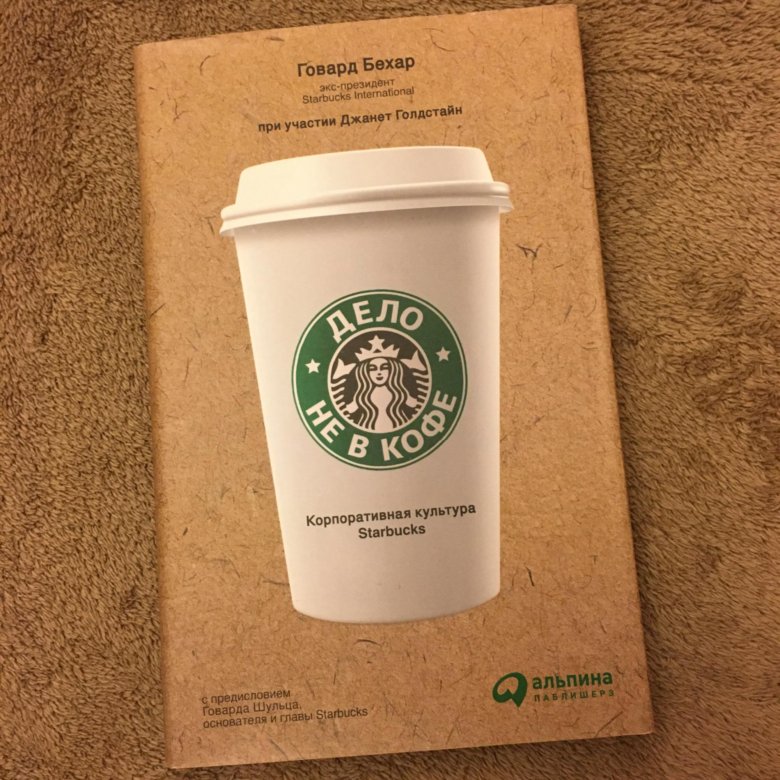 Говард Бехар
экс-президент
Starbucks International
при участии Джанет Голдстайн
ДЕЛО
НЕ В КОФЕ
Корпоративная культура
Starbucks
с предисловием
Говарда Шульца,
основателя и главы Starbucks
альпина
ПАБЛИШЕРЗ